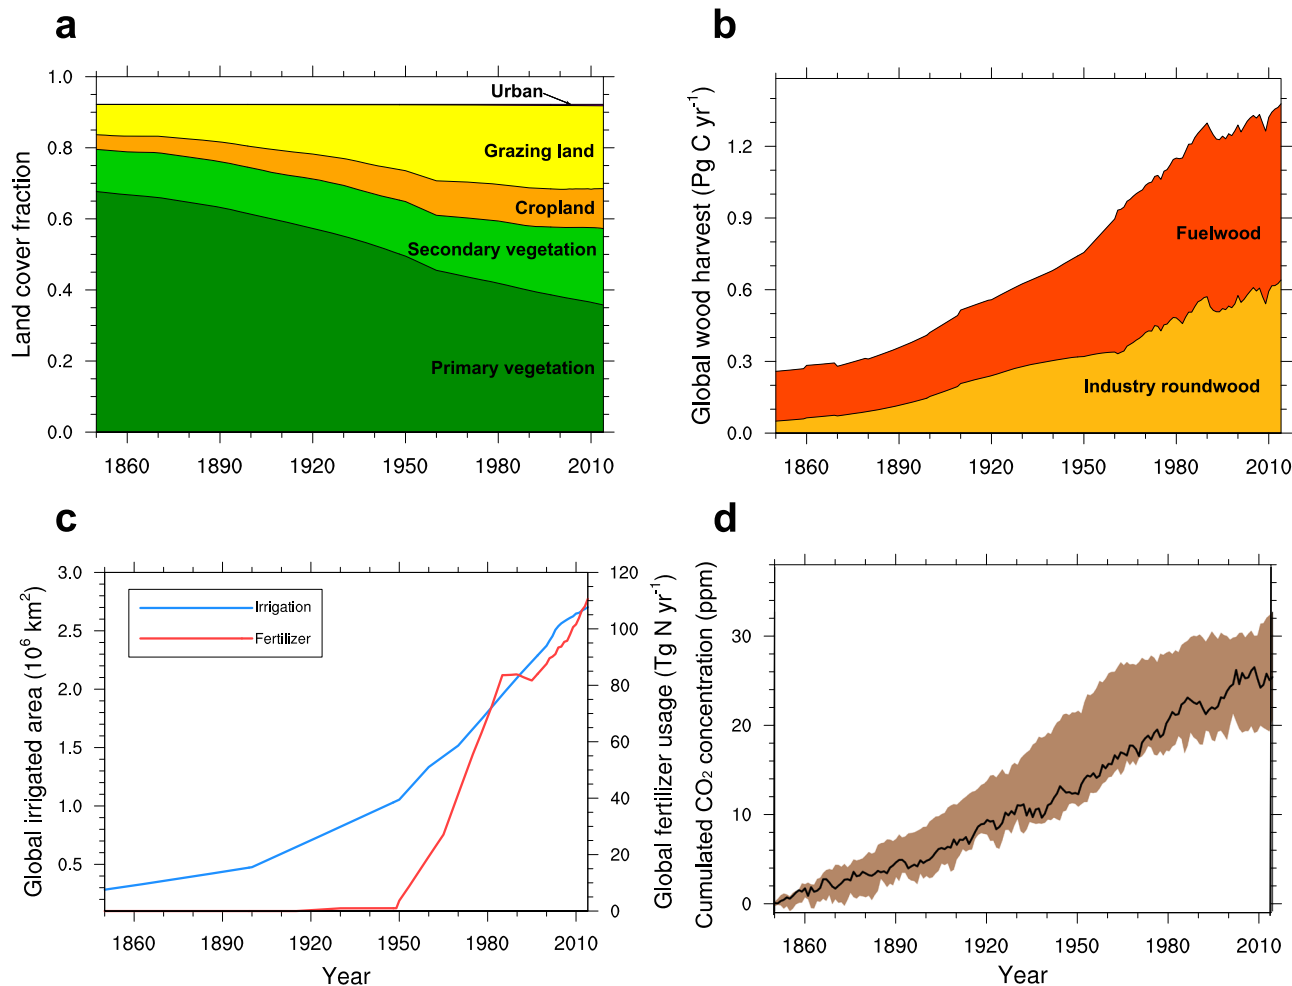 a
1.0
0.8
0.6
0.4
0.2
0.0
Land cover fraction
Urban
Grazing land
Cropland
Secondary vegetation
Primary vegetation
1860 1890 1920 1950 1980 2010
b
1.2
0.9
0.6
0.3
0.0
Global wood harvest (Pg C yr⁻¹)
Fuelwood
Industry roundwood
1860 1890 1920 1950 1980 2010
c
3.0
2.5
2.0
1.5
1.0
0.5
Global irrigated area (10⁶ km²)
Irrigation
Fertilizer
120
100
80
60
40
20
0
Global fertilizer usage (Tg N yr⁻¹)
1860 1890 1920 1950 1980 2010
Year
d
30
20
10
0
Cumulated CO₂ concentration (ppm)
1860 1890 1920 1950 1980 2010
Year